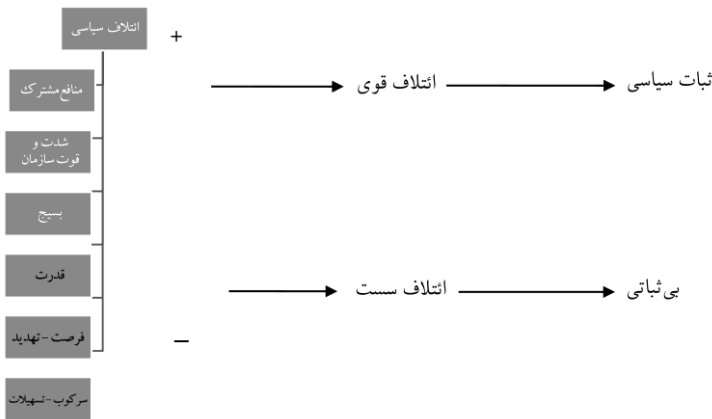 ائتلاف سیاسی
+
منافع مشترک
ائتلاف قوی
ثبات سیاسی
شدت و
قوت سازمان
بسیج
قدرت
ائتلاف سست
بی‌ثباتی
فرصت - تهدید
–
سرکوب - تسهیلات